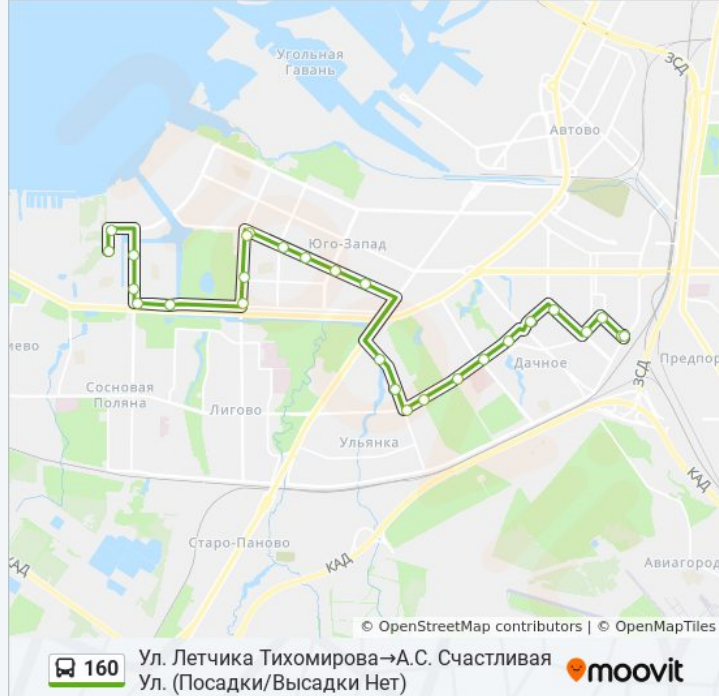 Угольная
Гавань
ЗСД
Автово
Юго-Запад
Дачное
Предпор
ЗСД
иево
Сосновая
Поляна
Лигово
Ульянка
КАД
Старо-Паново
КАД
КАД
Авиагород
© OpenStreetMap contributors | © OpenMapTiles
160
Ул. Летчика Тихомирова→А.С. Счастливая
Ул. (Посадки/Высадки Нет)
moovit